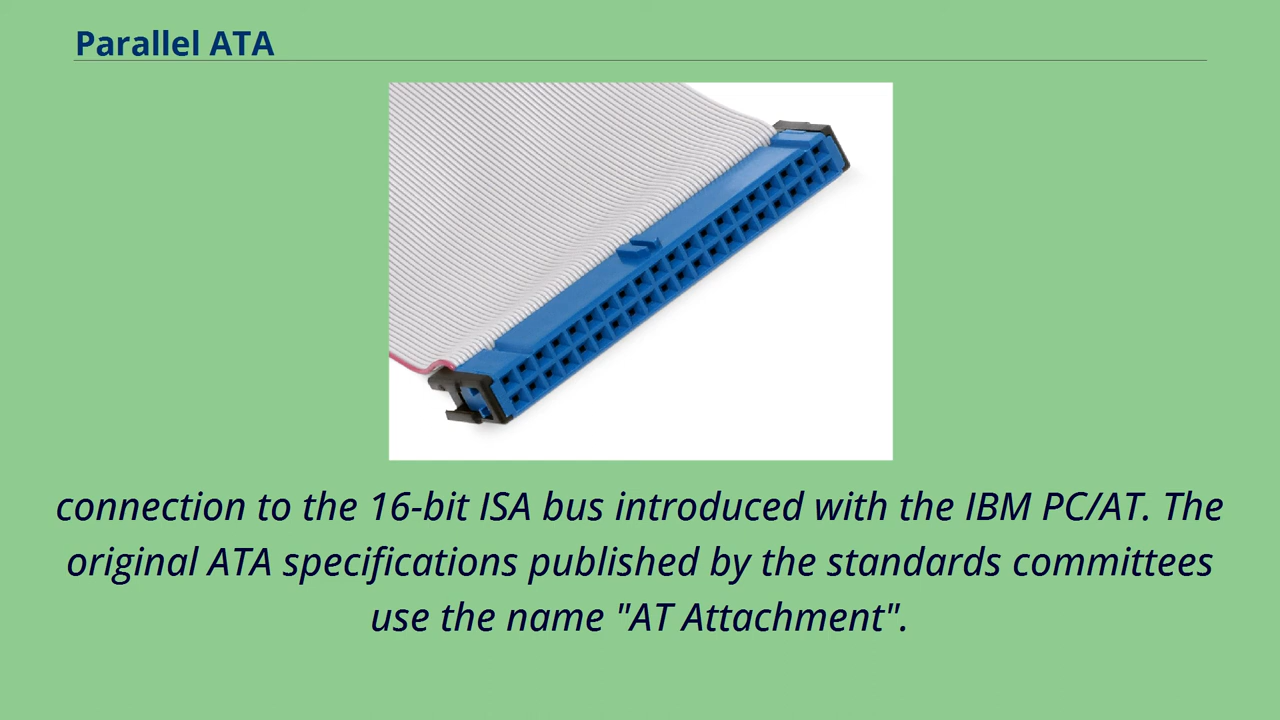 Parallel ATA
connection to the 16-bit ISA bus introduced with the IBM PC/AT. The
original ATA specifications published by the standards committees
use the name "AT Attachment".